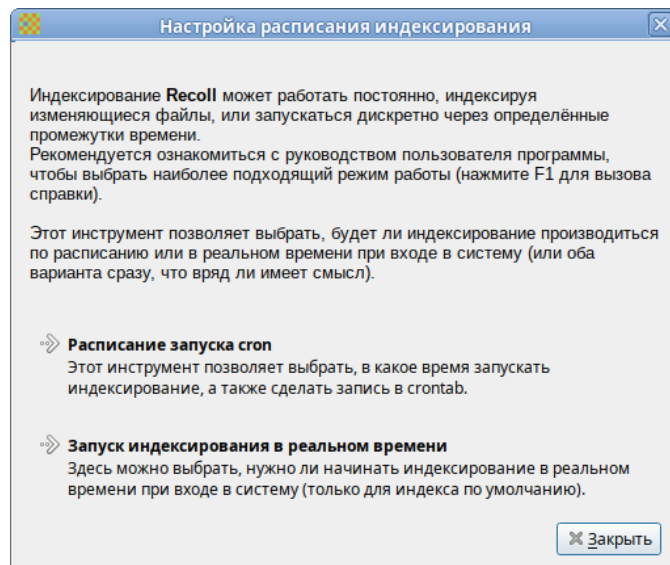 Настройка расписания индексирования
Индексирование Recoll может работать постоянно, индексируя
изменяющиеся файлы, или запускаться дискретно через определённые
промежутки времени.
Рекомендуется ознакомиться с руководством пользователя программы,
чтобы выбрать наиболее подходящий режим работы (нажмите F1 для вызова
справки).
Этот инструмент позволяет выбрать, будет ли индексирование производиться
по расписанию или в реальном времени при входе в систему (или оба
варианта сразу, что вряд ли имеет смысл).
Расписание запуска cron
Этот инструмент позволяет выбрать, в какое время запускать
индексирование, а также сделать запись в crontab.
Запуск индексирования в реальном времени
Здесь можно выбрать, нужно ли начинать индексирование в реальном
времени при входе в систему (только для индекса по умолчанию).
Закрыть